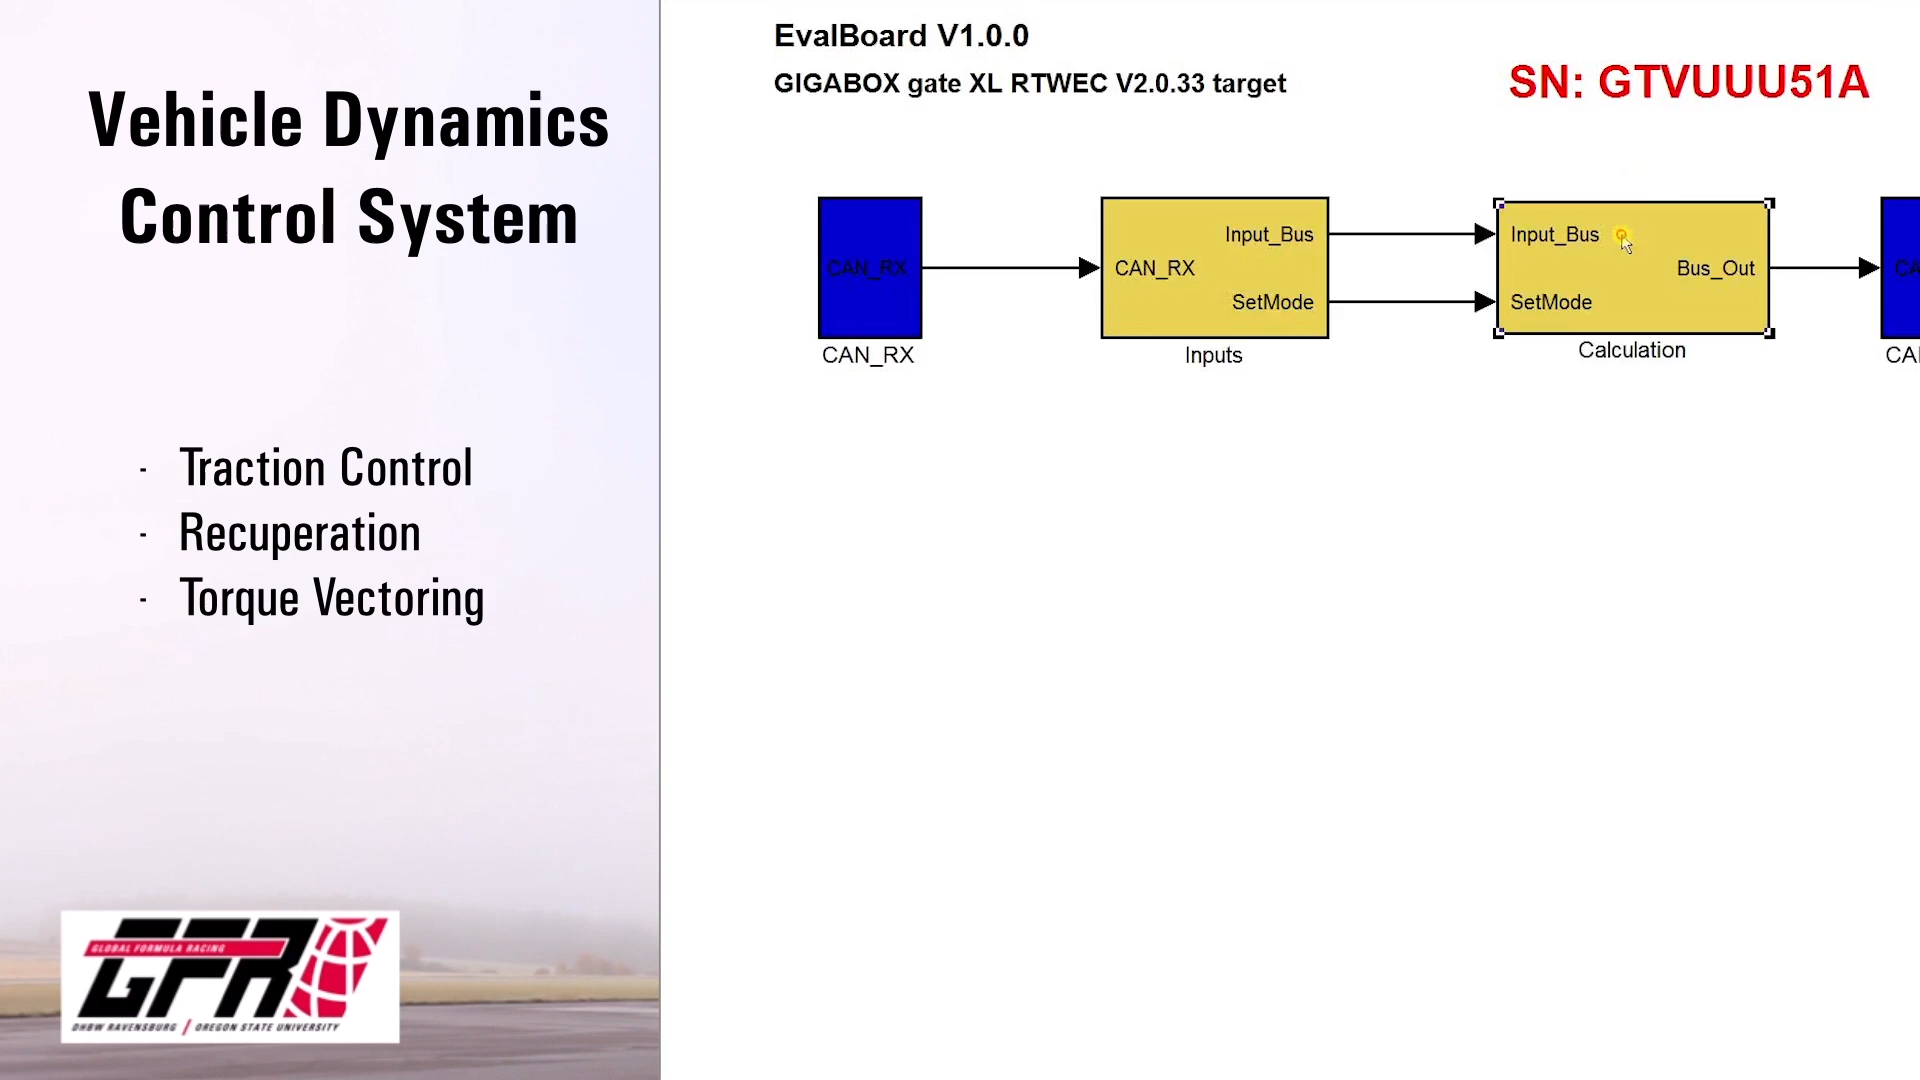 Vehicle Dynamics
Control System
- Traction Control
- Recuperation
- Torque Vectoring
GLOBAL FORMULA RACING
GFR
DHBW RAVENSBURG / OREGON STATE UNIVERSITY
EvalBoard V1.0.0
GIGABOX gate XL RTWEC V2.0.33 target
SN: GTVUUU51A
CAN_RX
CAN_RX
Input_Bus
CAN_RX
SetMode
Inputs
Input_Bus
Bus_Out
SetMode
Calculation
CA
CA